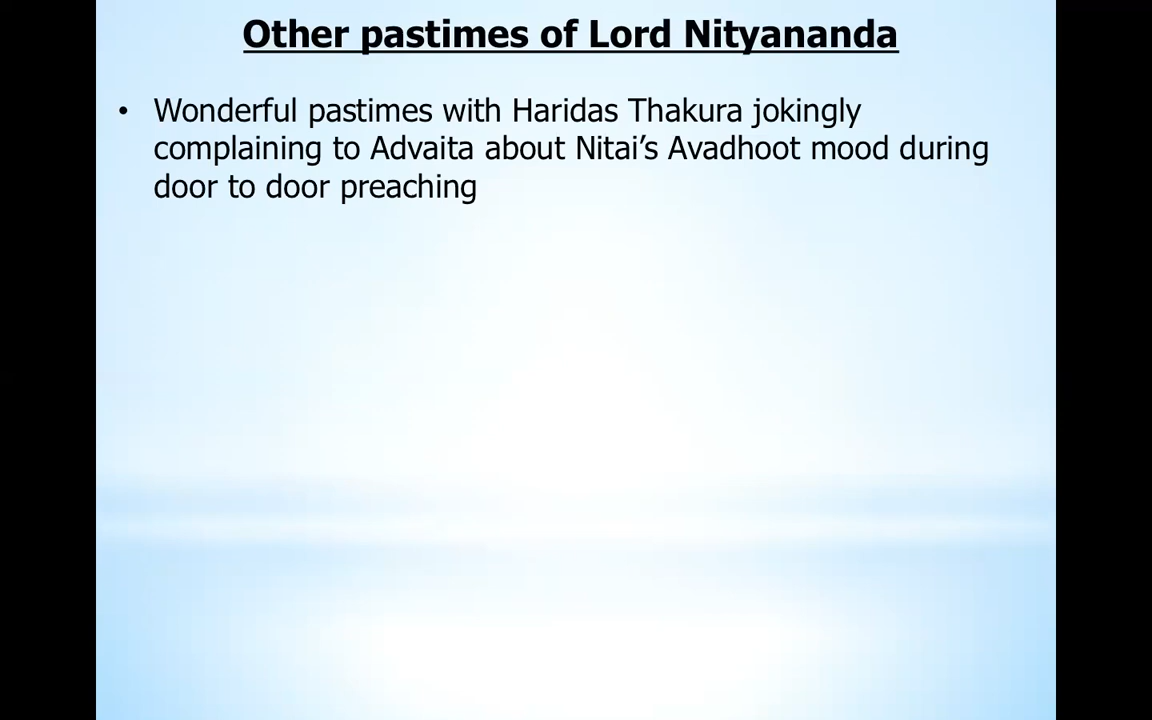 Other pastimes of Lord Nityananda
• Wonderful pastimes with Haridas Thakura jokingly
complaining to Advaita about Nitai’s Avadhoot mood during
door to door preaching